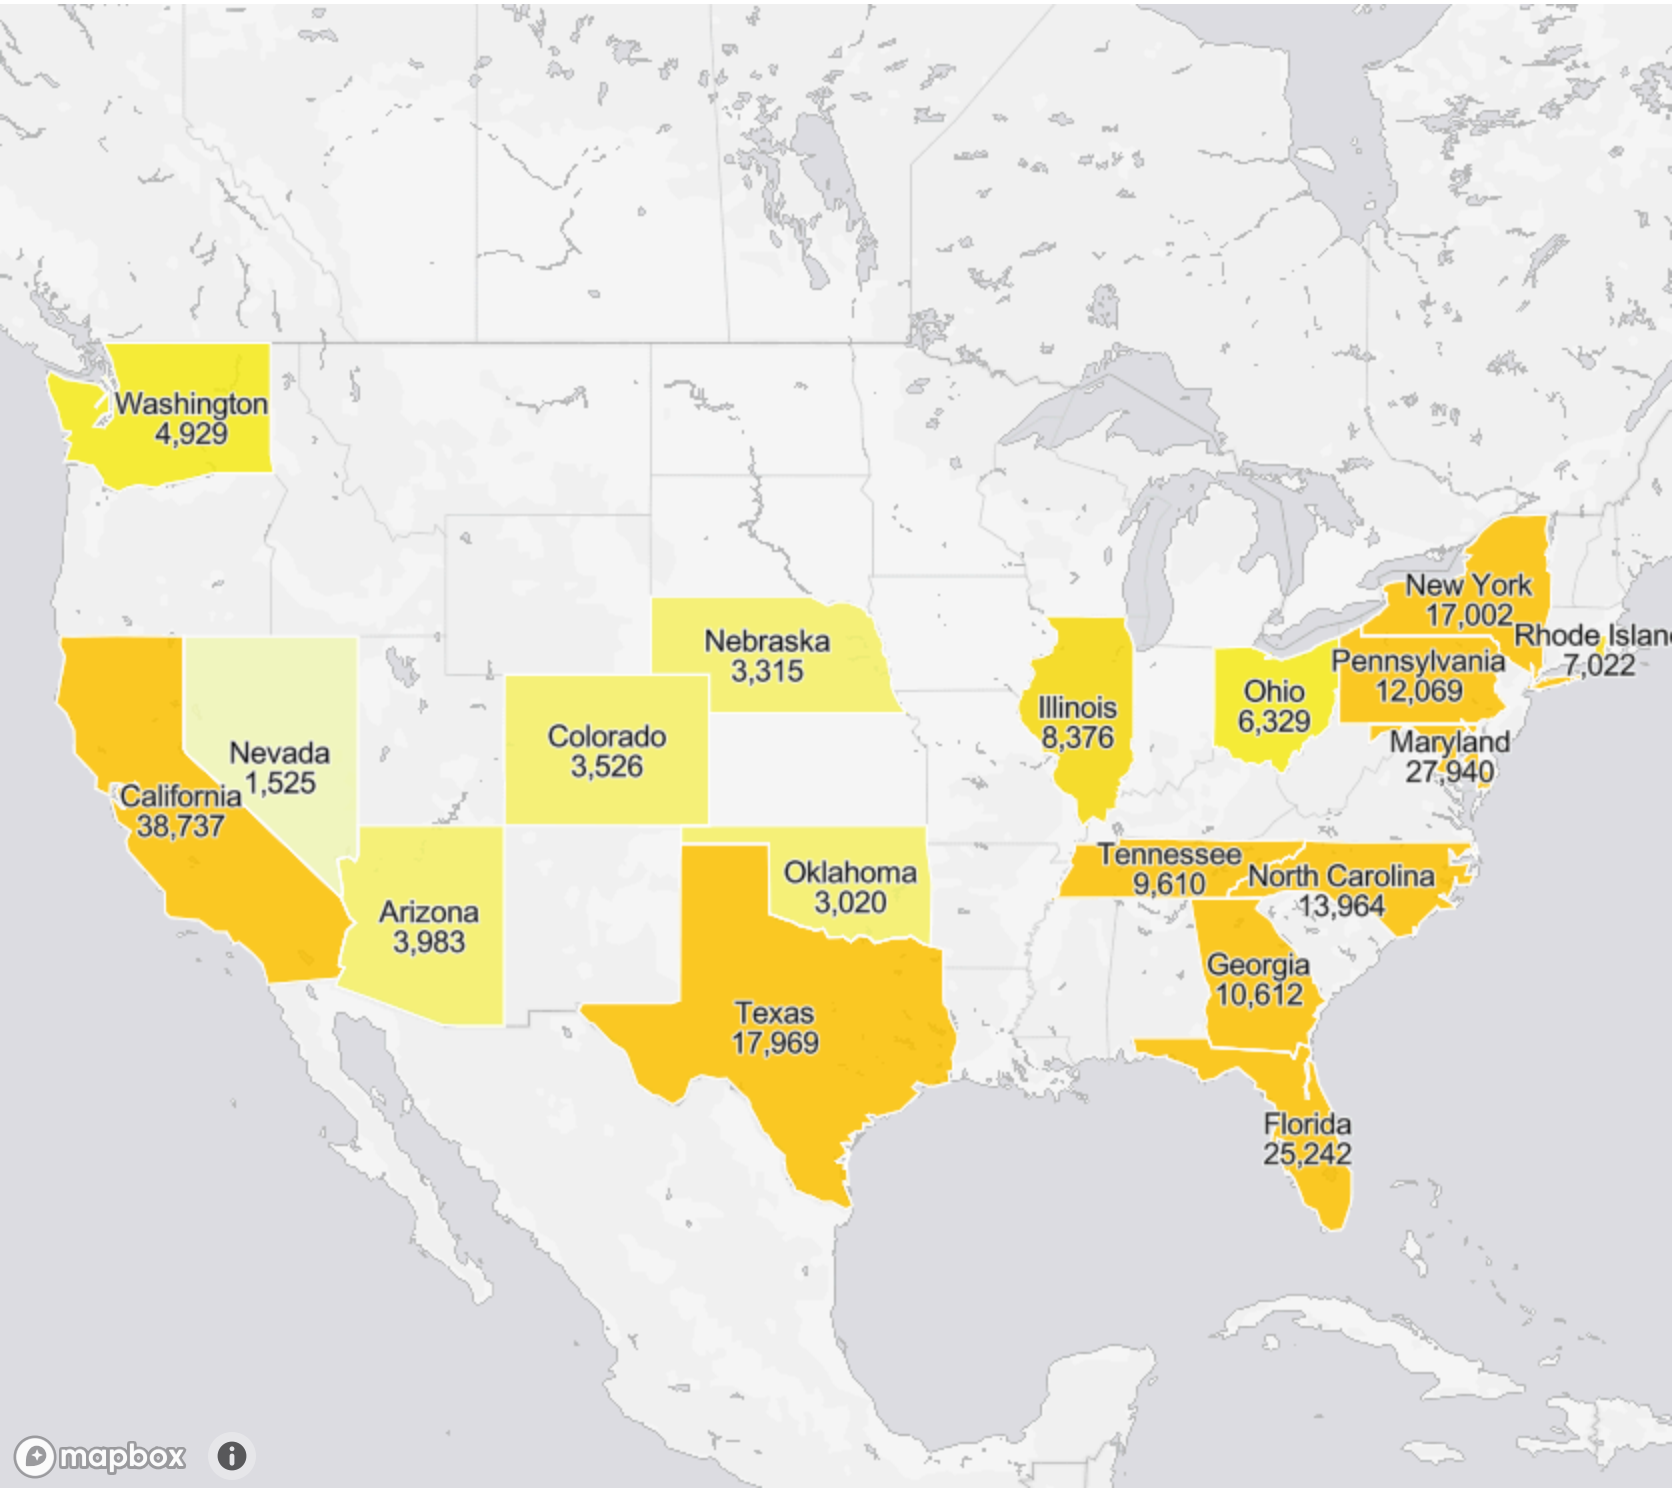 Washington
4,929
New York
17,002
Rhode Islan
7,022
Nebraska
3,315
Pennsylvania
12,069
Ohio
6,329
Illinois
8,376
Colorado
3,526
Maryland
27,940
Nevada
1,525
California
38,737
Tennessee
9,610
Oklahoma
3,020
North Carolina
13,964
Arizona
3,983
Georgia
10,612
Texas
17,969
Florida
25,242
mapbox
i